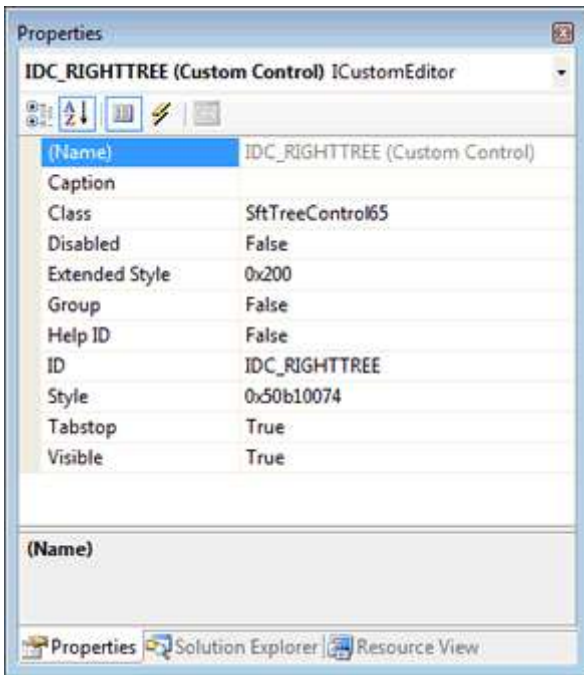 Properties
IDC_RIGHTTREE (Custom Control) ICustomEditor
(Name) IDC_RIGHTTREE (Custom Control)
Caption
Class SftTreeControl65
Disabled False
Extended Style 0x200
Group False
Help ID False
ID IDC_RIGHTTREE
Style 0x50b10074
Tabstop True
Visible True
(Name)
Properties Solution Explorer Resource View